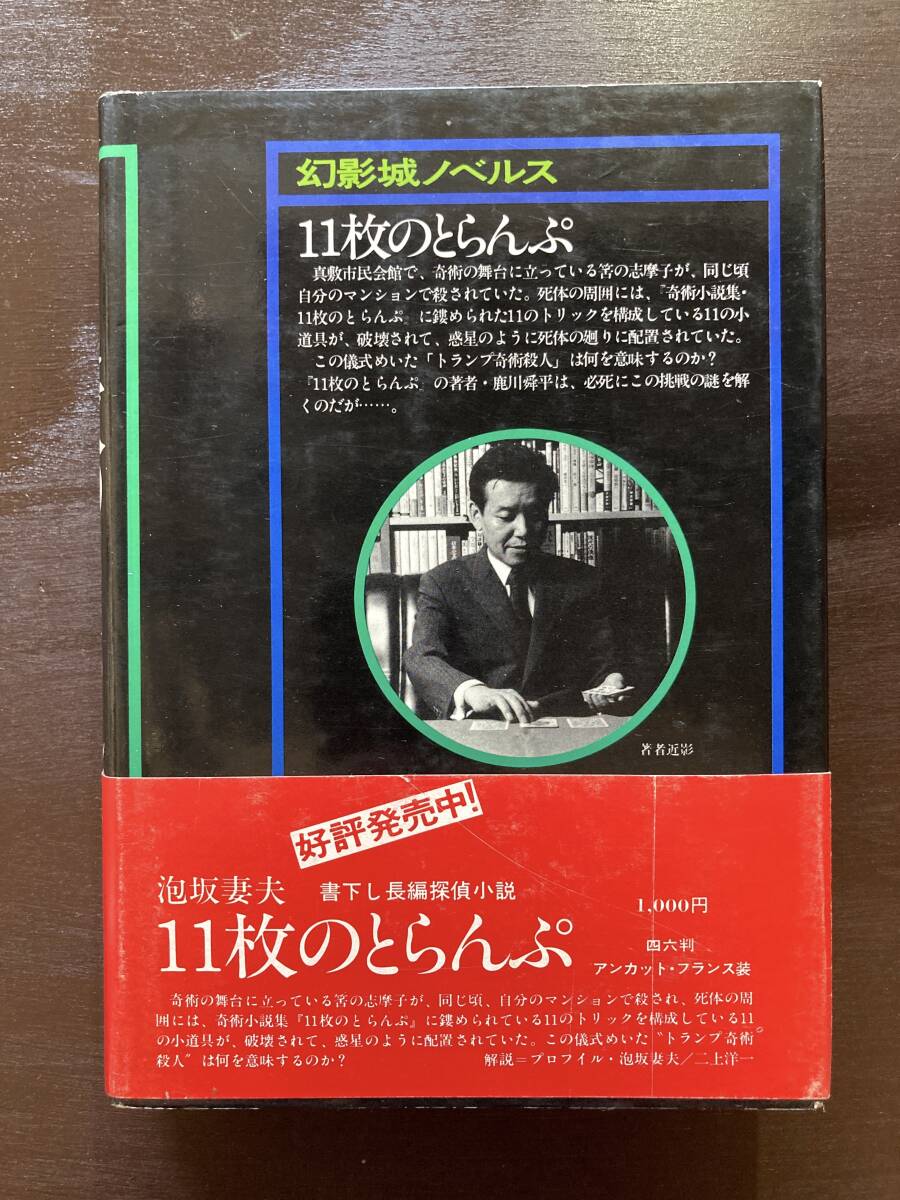 幻影城ノベルス
11枚のとらんぷ
真敷市民会館で、奇術の舞台に立っている筈の志摩子が、同じ頃
自分のマンションで殺されていた。死体の周囲には、『奇術小説集・
11枚のとらんぷ』に鏤められた11のトリックを構成している11の小
道具が、破壊されて、惑星のように死体の廻りに配置されていた。
この儀式めいた「トランプ奇術殺人」は何を意味するのか?
『11枚のとらんぷ』の著者・鹿川舜平は、必死にこの挑戦の謎を解
くのだが……。
著者近影
好評発売中!
泡坂妻夫 書下し長編探偵小説
11枚のとらんぷ
1,000円
四六判
アンカット・フランス装
奇術の舞台に立っている筈の志摩子が、同じ頃、自分のマンションで殺され、死体の周
囲には、奇術小説集『11枚のとらんぷ』に鏤められている11のトリックを構成している11
の小道具が、破壊されて、惑星のように配置されていた。この儀式めいた〝トランプ奇術
殺人〟は何を意味するのか?
解説=プロフィル・泡坂妻夫/二上洋一